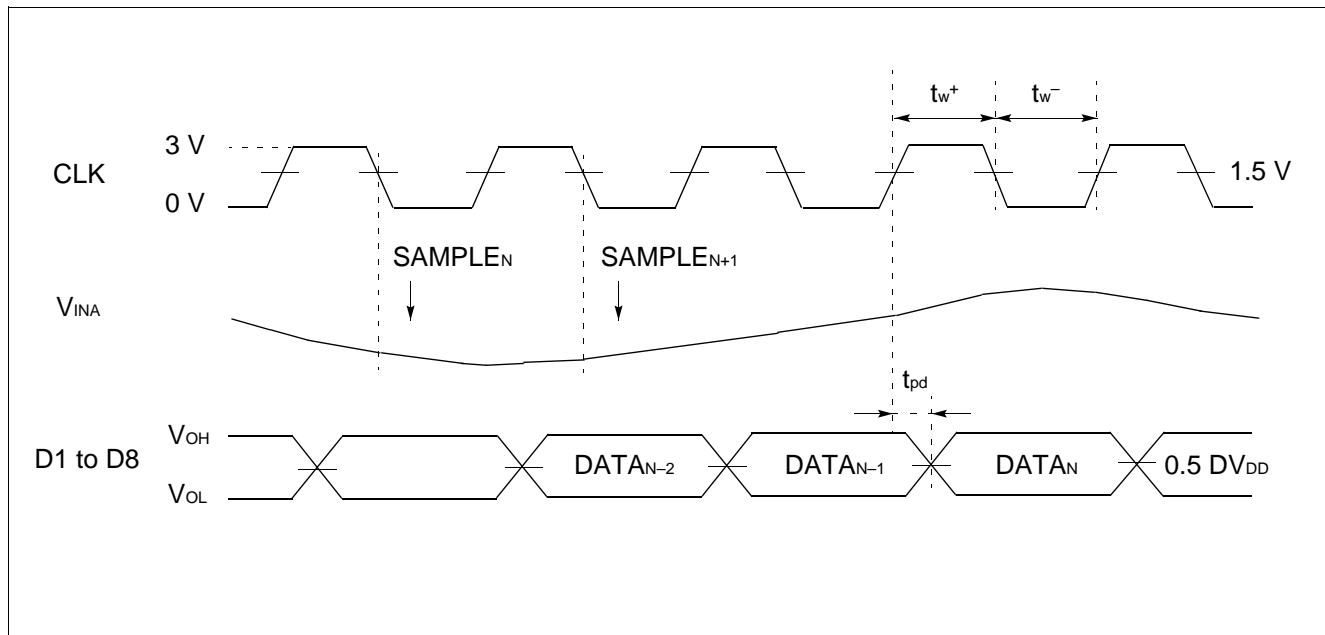 tw+ tw–
3 V
CLK 1.5 V
0 V
SAMPLEN SAMPLEN+1
VINA
tpd
VOH
D1 to D8 DATAN–2 DATAN–1 DATAN 0.5 DVDD
VOL